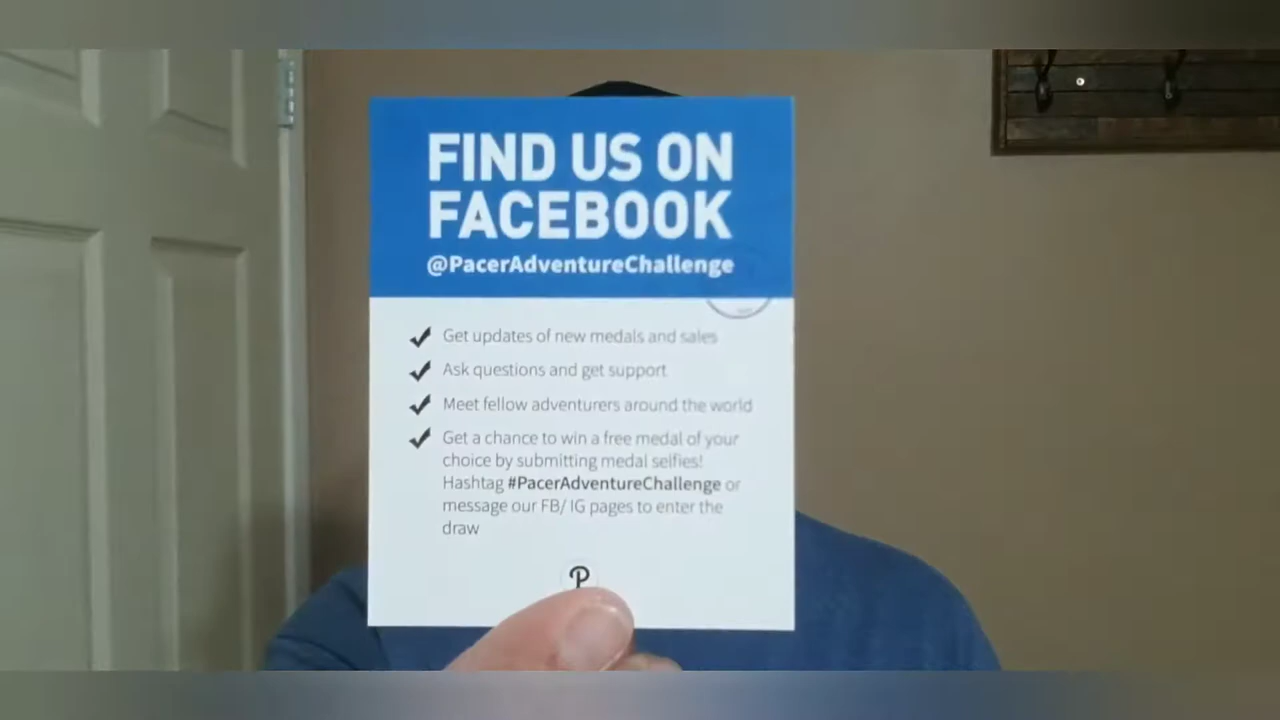 FIND US ON
FACEBOOK
@PacerAdventureChallenge
Get updates of new medals and sales
Ask questions and get support
Meet fellow adventurers around the world
Get a chance to win a free medal of your
choice by submitting medal selfies!
Hashtag #PacerAdventureChallenge or
message our FB/ IG pages to enter the
draw
P